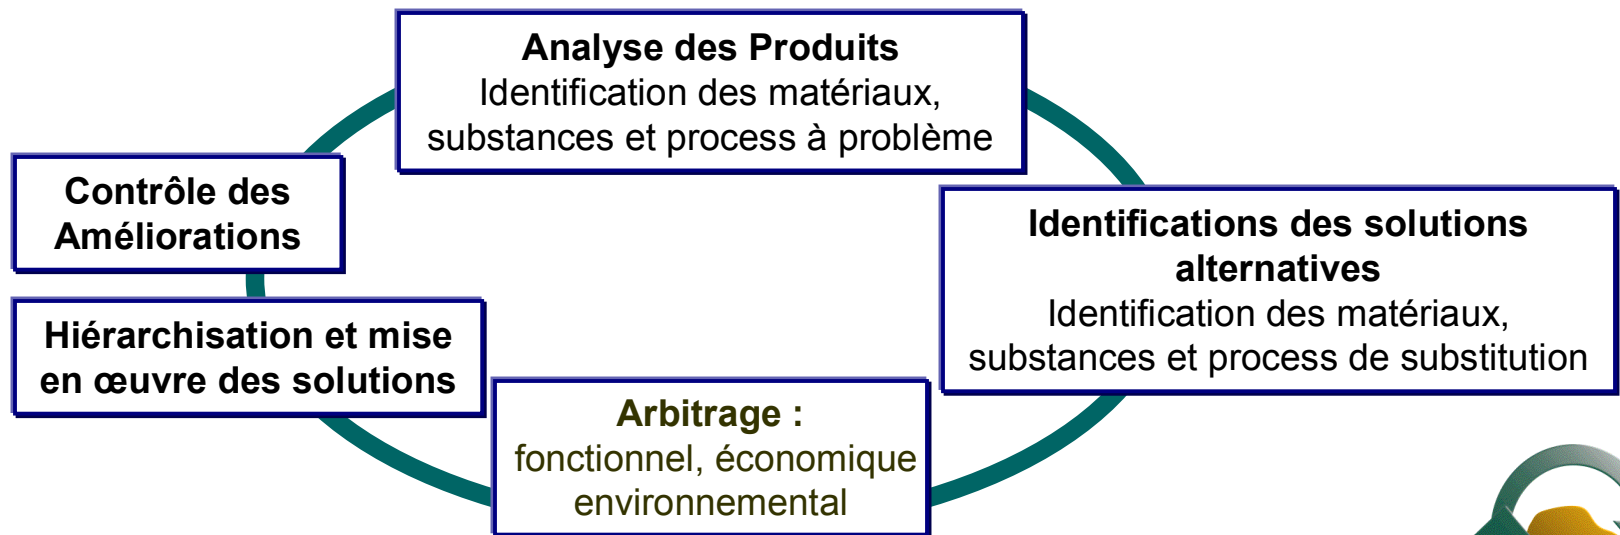 Analyse des Produits
Identification des matériaux,
substances et process à problème
Contrôle des
Améliorations
Identifications des solutions
alternatives
Identification des matériaux,
substances et process de substitution
Hiérarchisation et mise
en œuvre des solutions
Arbitrage :
fonctionnel, économique
environnemental